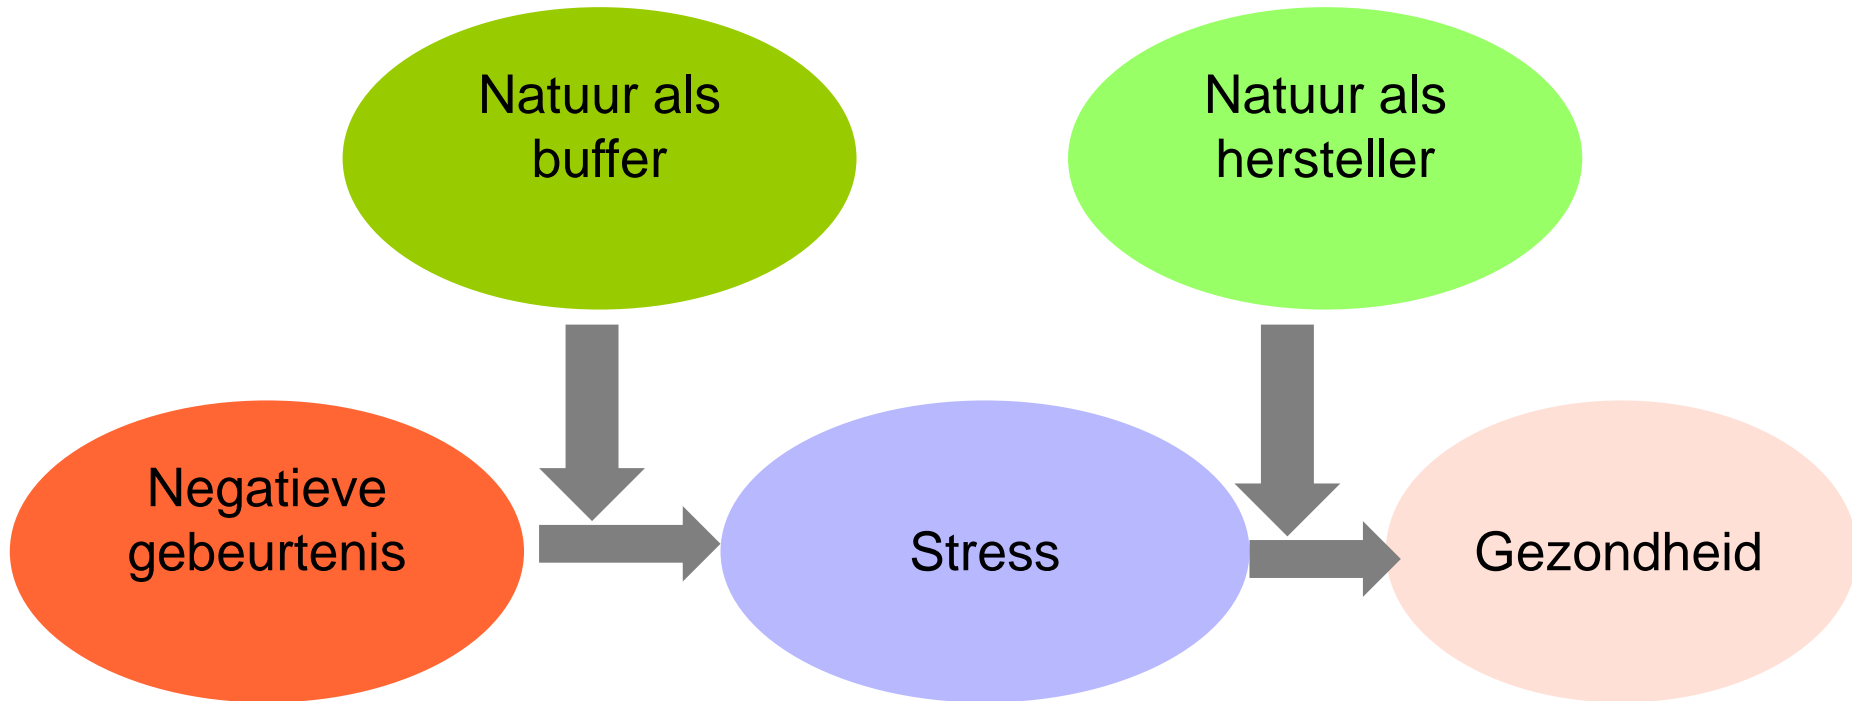 Natuur als
buffer
Natuur als
hersteller
Negatieve
gebeurtenis
Stress
Gezondheid